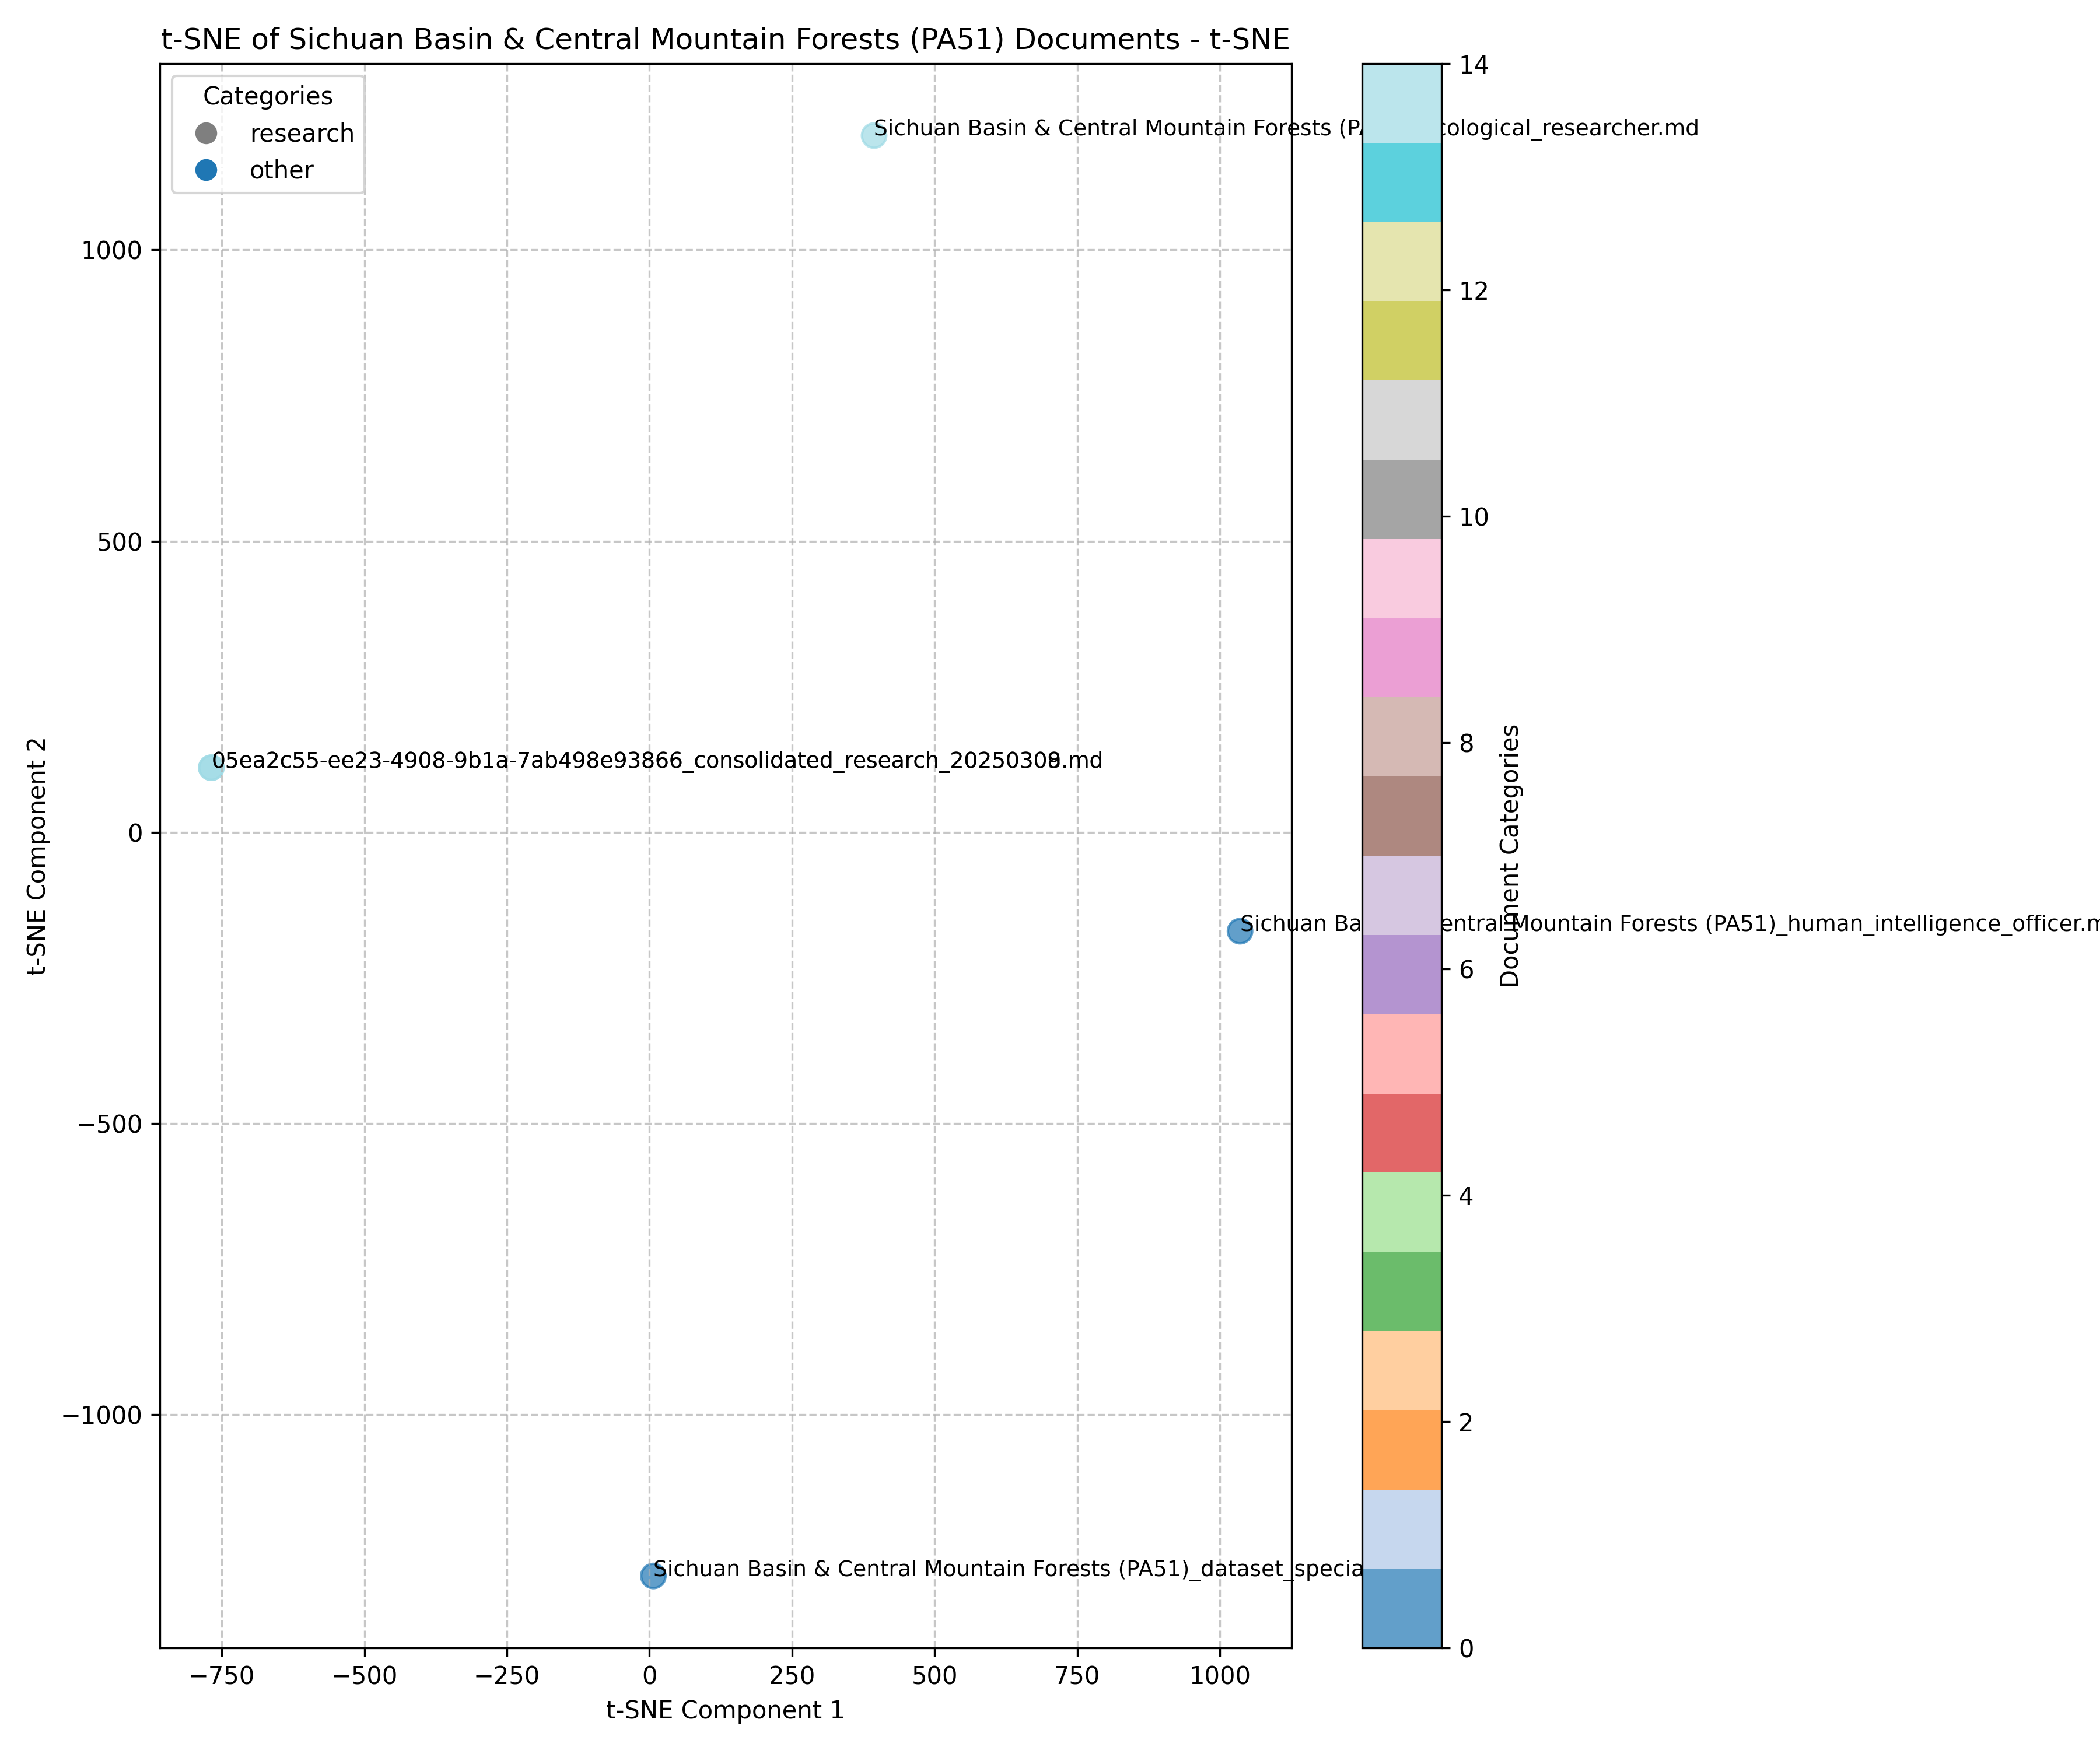 t-SNE of Sichuan Basin & Central Mountain Forests (PA51) Documents - t-SNE
Categories
research
other
Sichuan Basin & Central Mountain Forests (PA
cological_researcher.md
05ea2c55-ee23-4908-9b1a-7ab498e93866_consolidated_research_2025030 .md
Sichuan Ba
entral Mountain Forests (PA51)_human_intelligence_officer.m
Sichuan Basin & Central Mountain Forests (PA51)_dataset_specia
1000
500
0
−500
−1000
t-SNE Component 2
−750
−500
−250
0
250
500
750
1000
t-SNE Component 1
14
12
10
8
6
4
2
0
Document Categories